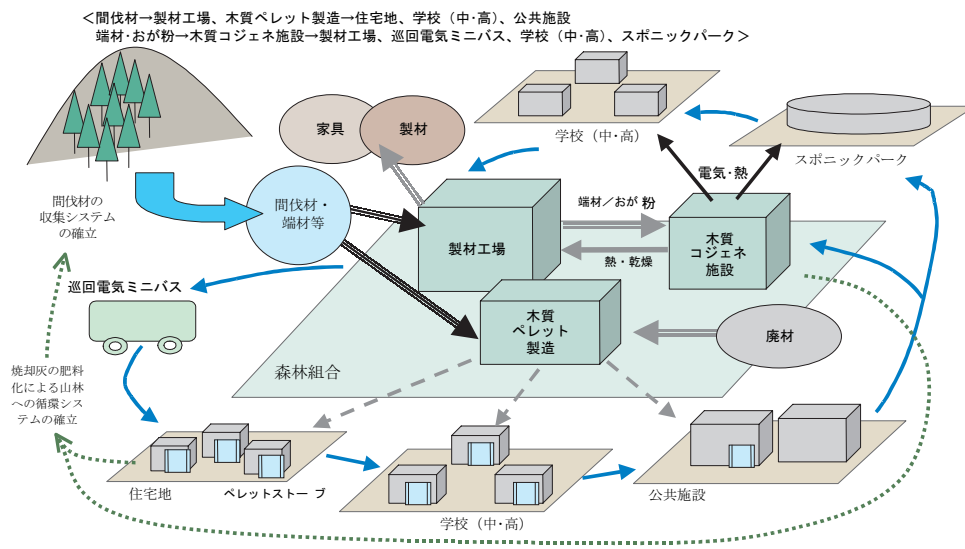 ＜間伐材→製材工場、木質ペレット製造→住宅地、学校（中・高）、公共施設
端材・おが粉→木質コジェネ施設→製材工場、巡回電気ミニバス、学校（中・高）、スポニックパーク＞
家具
製材
学校（中・高）
スポニックパーク
電気・熱
間伐材の
収集システム
の確立
間伐材・
端材等
製材工場
端材／おが 粉
熱・乾燥
木質
コジェネ
施設
巡回電気ミニバス
木質
ペレット
製造
廃材
森林組合
焼却灰の肥料
化による山林
への循環シス
テムの確立
住宅地
ペレットストー ブ
学校（中・高）
公共施設